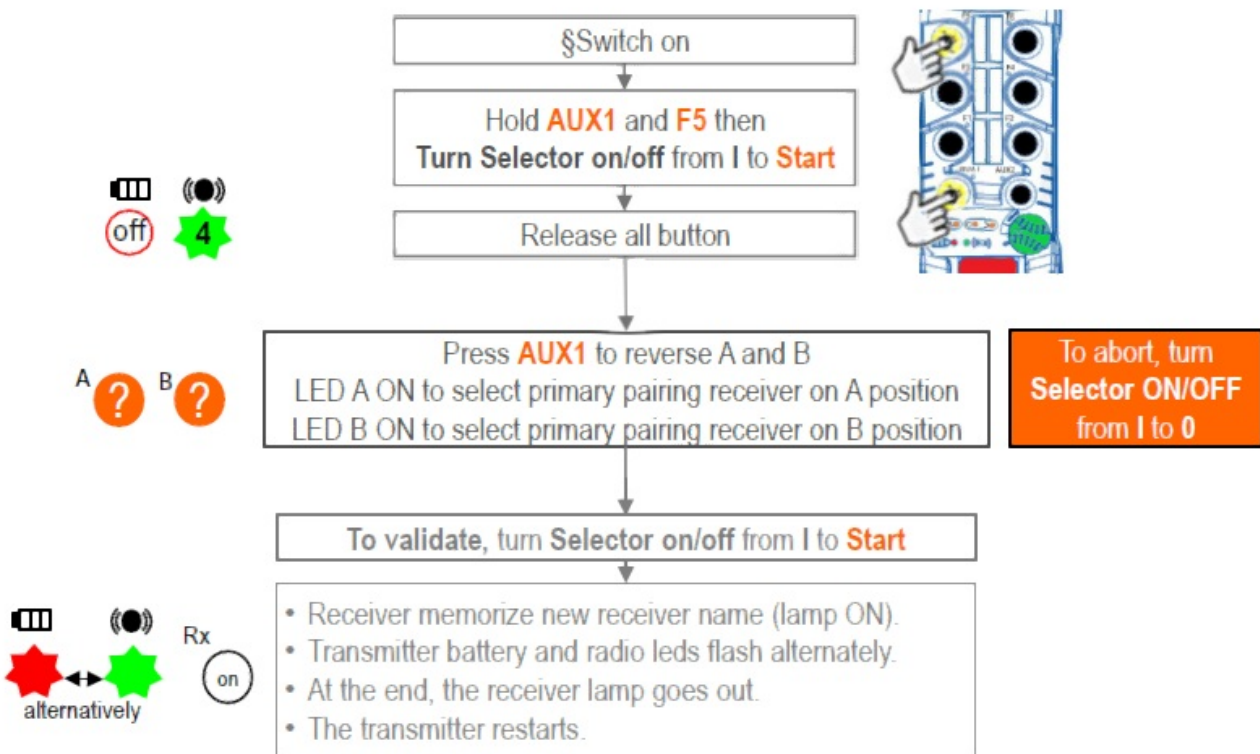 §Switch on
Hold AUX1 and F5 then
Turn Selector on/off from I to Start
off
4
Release all button
F4
F1
F2
AUX2
A ? B ?
Press AUX1 to reverse A and B
LED A ON to select primary pairing receiver on A position
LED B ON to select primary pairing receiver on B position
To abort, turn
Selector ON/OFF
from I to 0
To validate, turn Selector on/off from I to Start
Rx
on
alternatively
• Receiver memorize new receiver name (lamp ON).
• Transmitter battery and radio leds flash alternately.
• At the end, the receiver lamp goes out.
• The transmitter restarts.